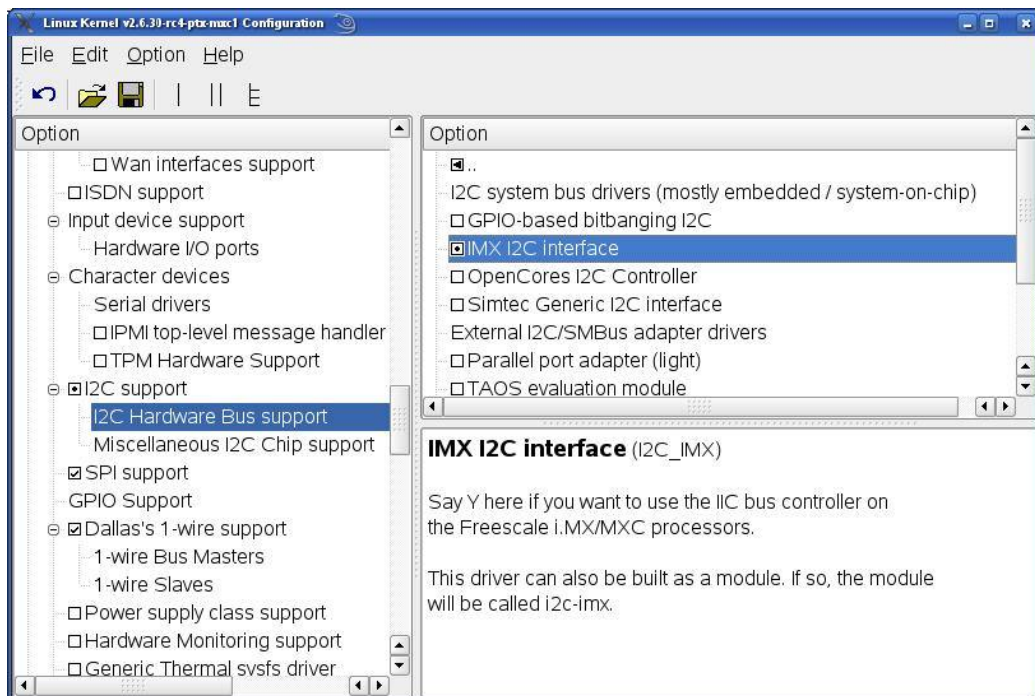 Linux Kernel v2.6.30-rc4-ptx-mxc1 Configuration
File Edit Option Help
Option
Wan interfaces support
ISDN support
Input device support
Hardware I/O ports
Character devices
Serial drivers
IPMI top-level message handler
TPM Hardware Support
I2C support
I2C Hardware Bus support
Miscellaneous I2C Chip support
SPI support
GPIO Support
Dallas's 1-wire support
1-wire Bus Masters
1-wire Slaves
Power supply class support
Hardware Monitoring support
Generic Thermal sysfs driver
Option
..
I2C system bus drivers (mostly embedded / system-on-chip)
GPIO-based bitbanging I2C
IMX I2C interface
OpenCores I2C Controller
Simtec Generic I2C interface
External I2C/SMBus adapter drivers
Parallel port adapter (light)
TAOS evaluation module
IMX I2C interface (I2C_IMX)
Say Y here if you want to use the IIC bus controller on
the Freescale i.MX/MXC processors.
This driver can also be built as a module. If so, the module
will be called i2c-imx.